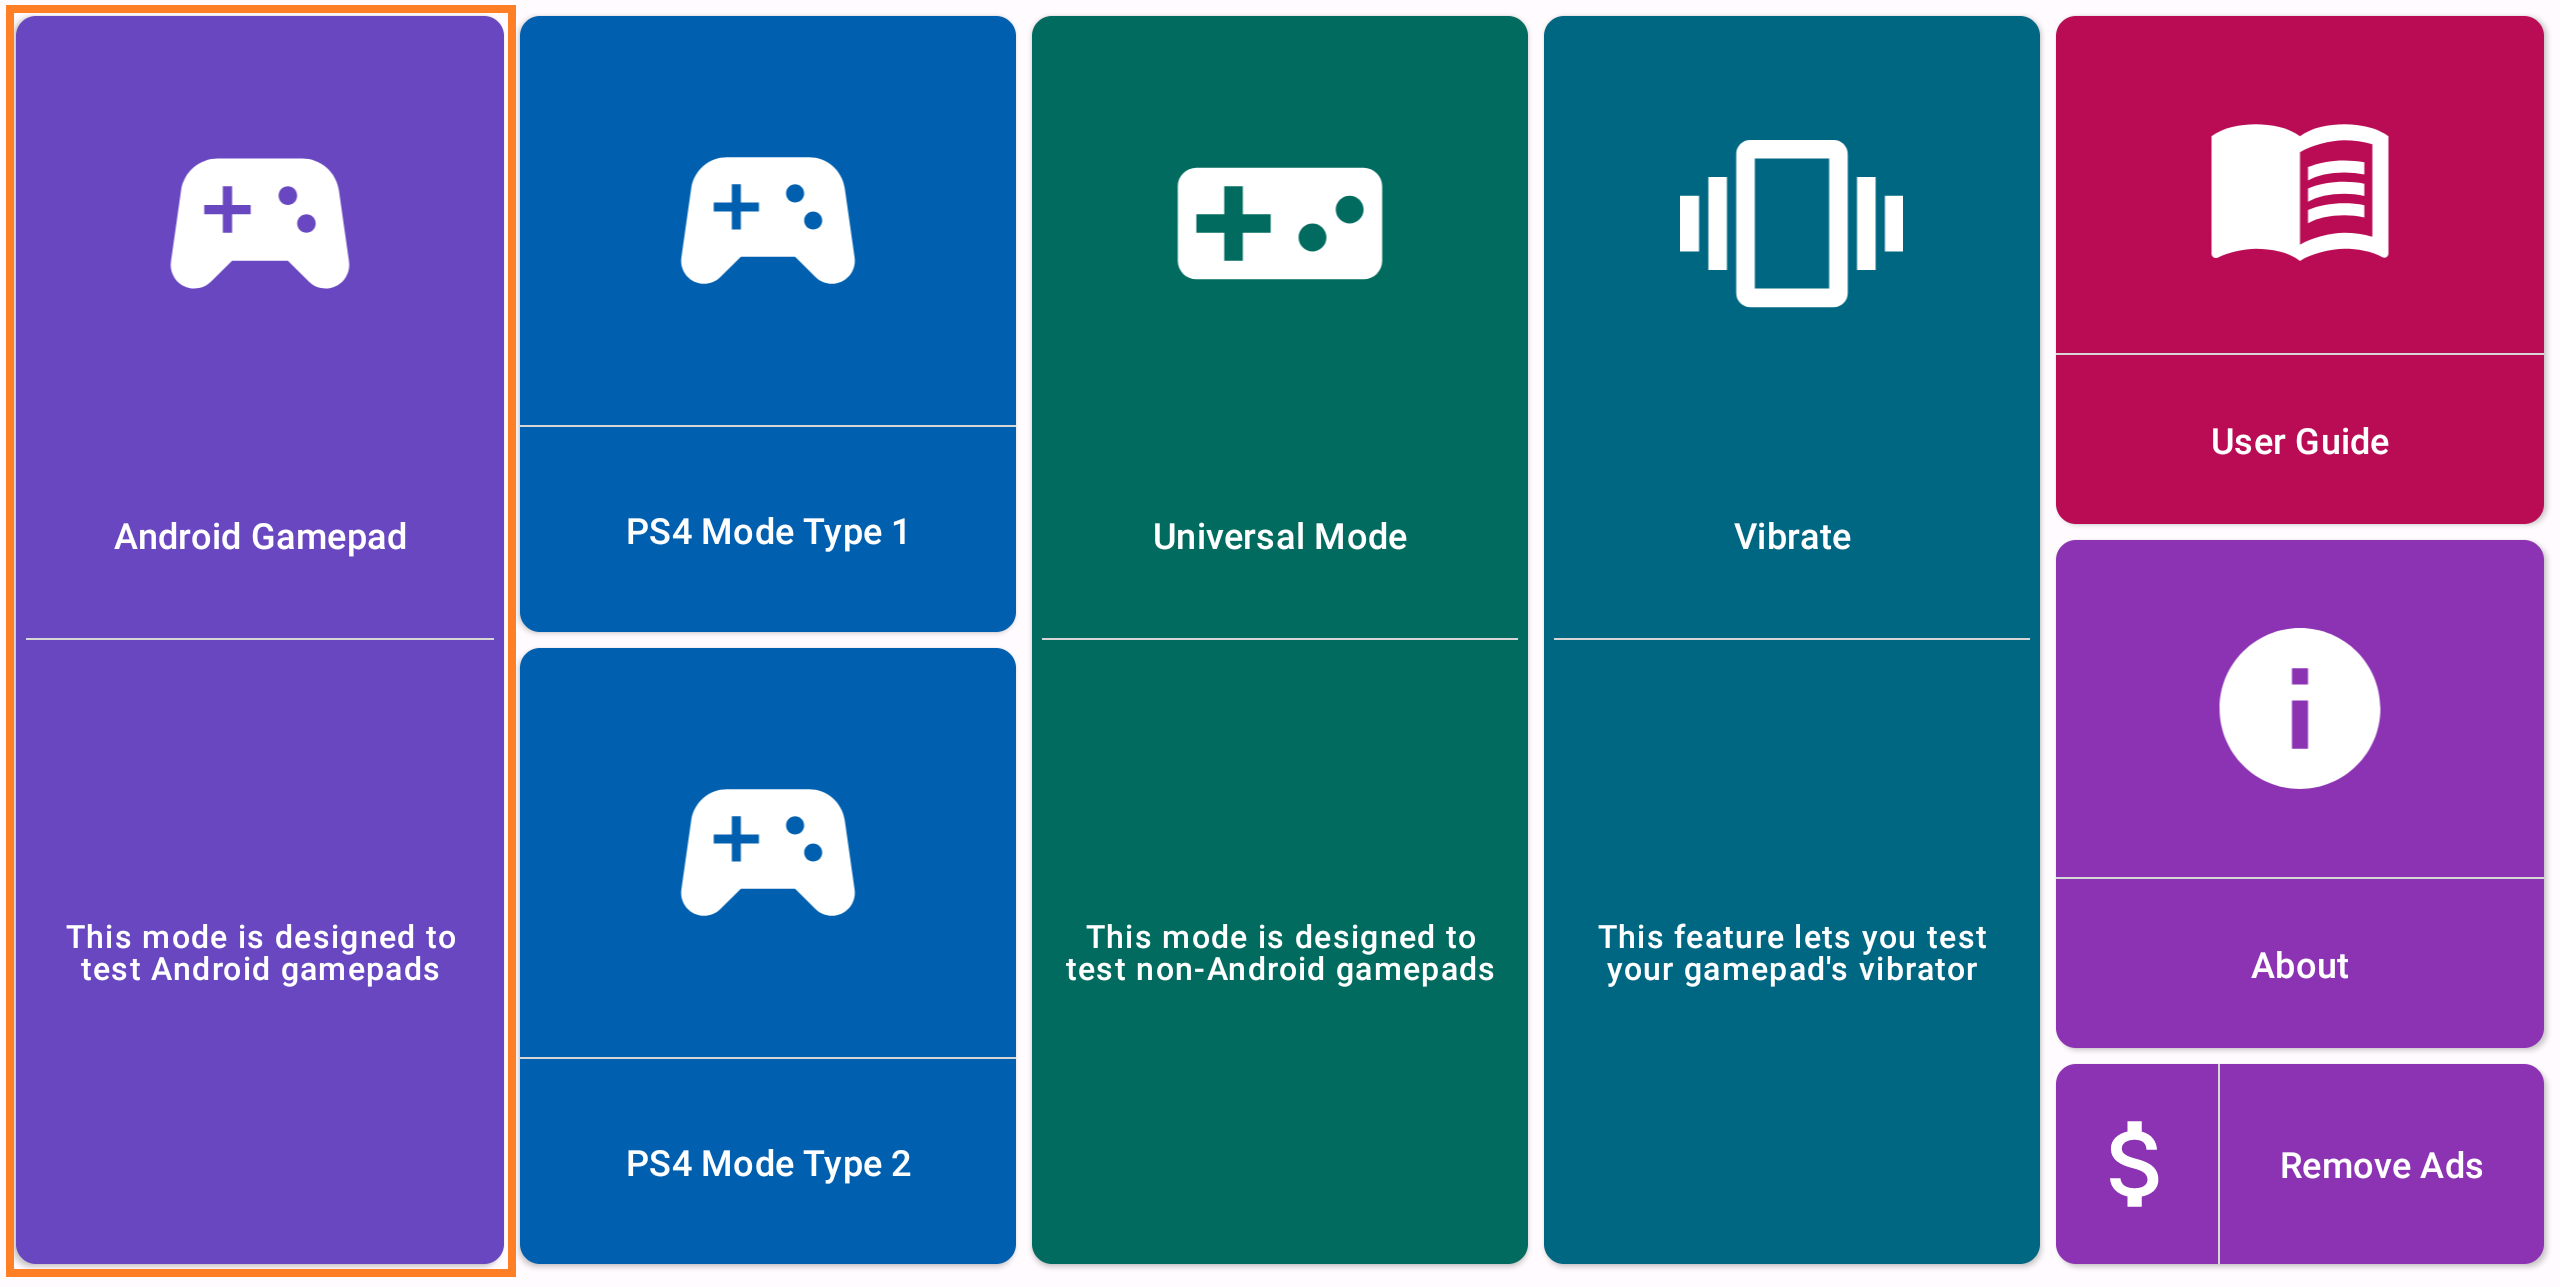 Android Gamepad
This mode is designed to
test Android gamepads
PS4 Mode Type 1
PS4 Mode Type 2
Universal Mode
This mode is designed to
test non-Android gamepads
Vibrate
This feature lets you test
your gamepad's vibrator
User Guide
About
$ Remove Ads